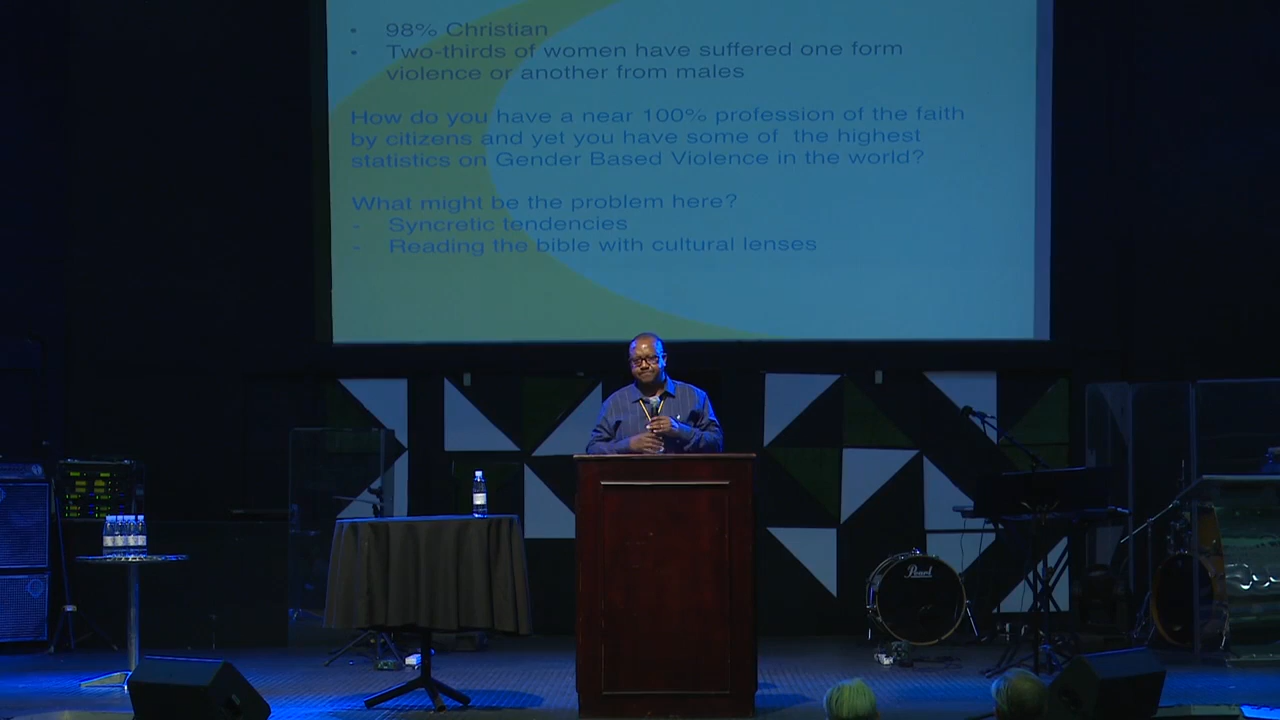 • 98% Christian
• Two-thirds of women have suffered one form
violence or another from males
How do you have a near 100% profession of the faith
by citizens and yet you have some of the highest
statistics on Gender Based Violence in the world?
What might be the problem here?
- Syncretic tendencies
- Reading the bible with cultural lenses
Pearl